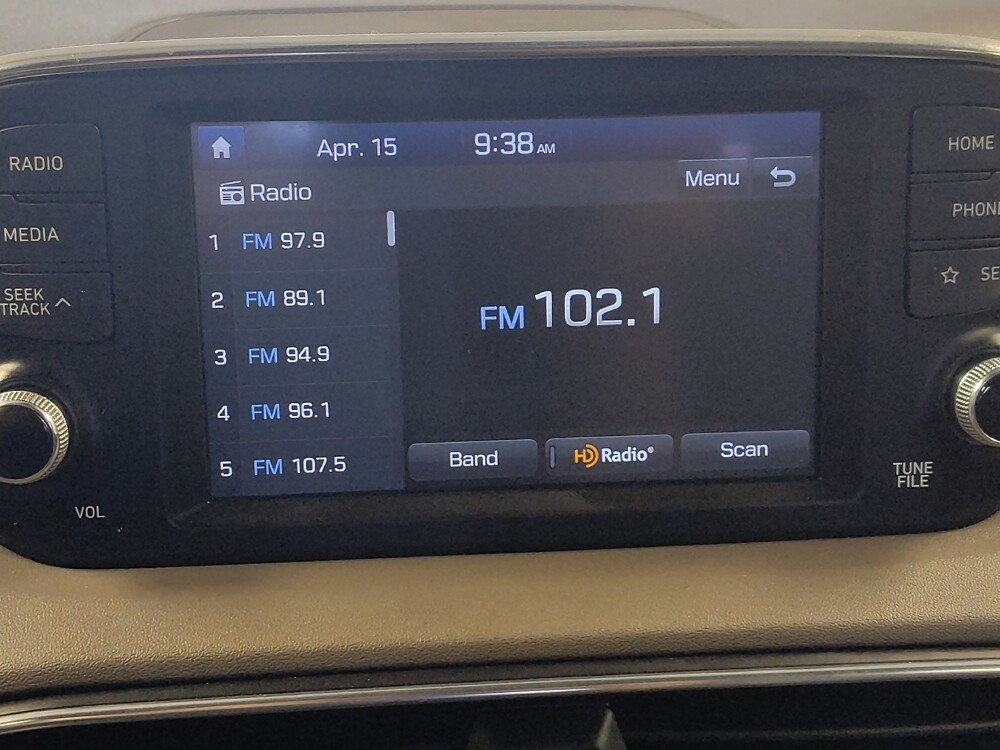 RADIO
MEDIA
SEEK
TRACK
VOL
Apr. 15 9:38 AM
Radio
Menu
1 FM 97.9
2 FM 89.1
3 FM 94.9
4 FM 96.1
5 FM 107.5
FM 102.1
Band
HD Radio®
Scan
HOME
PHON
SE
TUNE
FILE